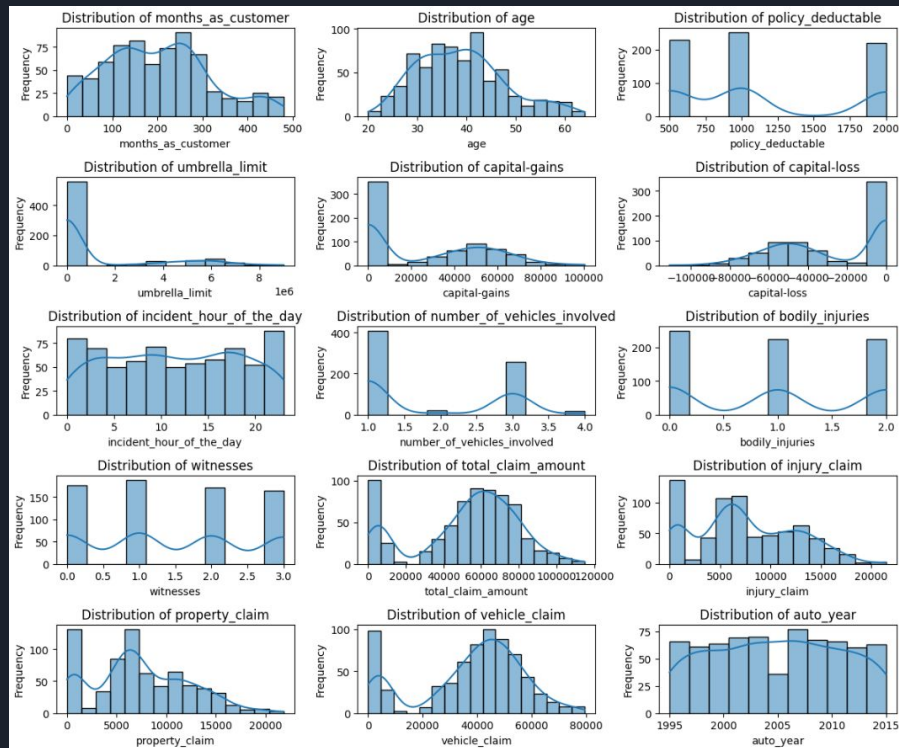 Distribution of months_as_customer
Frequency
75
50
25
0
0 100 200 300 400 500
months_as_customer
Distribution of age
Frequency
100
50
0
20 30 40 50 60
age
Distribution of policy_deductable
Frequency
200
100
0
500 750 1000 1250 1500 1750 2000
policy_deductable
Distribution of umbrella_limit
Frequency
400
200
0
0 2 4 6 8
1e6
umbrella_limit
Distribution of capital-gains
Frequency
300
200
100
0
0 20000 40000 60000 80000 100000
capital-gains
Distribution of capital-loss
Frequency
300
200
100
0
−100000 −80000 −60000 −40000 −20000 0
capital-loss
Distribution of incident_hour_of_the_day
Frequency
75
50
25
0
0 5 10 15 20
incident_hour_of_the_day
Distribution of number_of_vehicles_involved
Frequency
400
200
0
1.0 1.5 2.0 2.5 3.0 3.5 4.0
number_of_vehicles_involved
Distribution of bodily_injuries
Frequency
200
100
0
0.0 0.5 1.0 1.5 2.0
bodily_injuries
Distribution of witnesses
Frequency
150
100
50
0
0.0 0.5 1.0 1.5 2.0 2.5 3.0
witnesses
Distribution of total_claim_amount
Frequency
100
50
0
0 20000 40000 60000 80000 100000 120000
total_claim_amount
Distribution of injury_claim
Frequency
100
50
0
0 5000 10000 15000 20000
injury_claim
Distribution of property_claim
Frequency
100
50
0
0 5000 10000 15000 20000
property_claim
Distribution of vehicle_claim
Frequency
100
50
0
0 20000 40000 60000 80000
vehicle_claim
Distribution of auto_year
Frequency
75
50
25
0
1995 2000 2005 2010 2015
auto_year